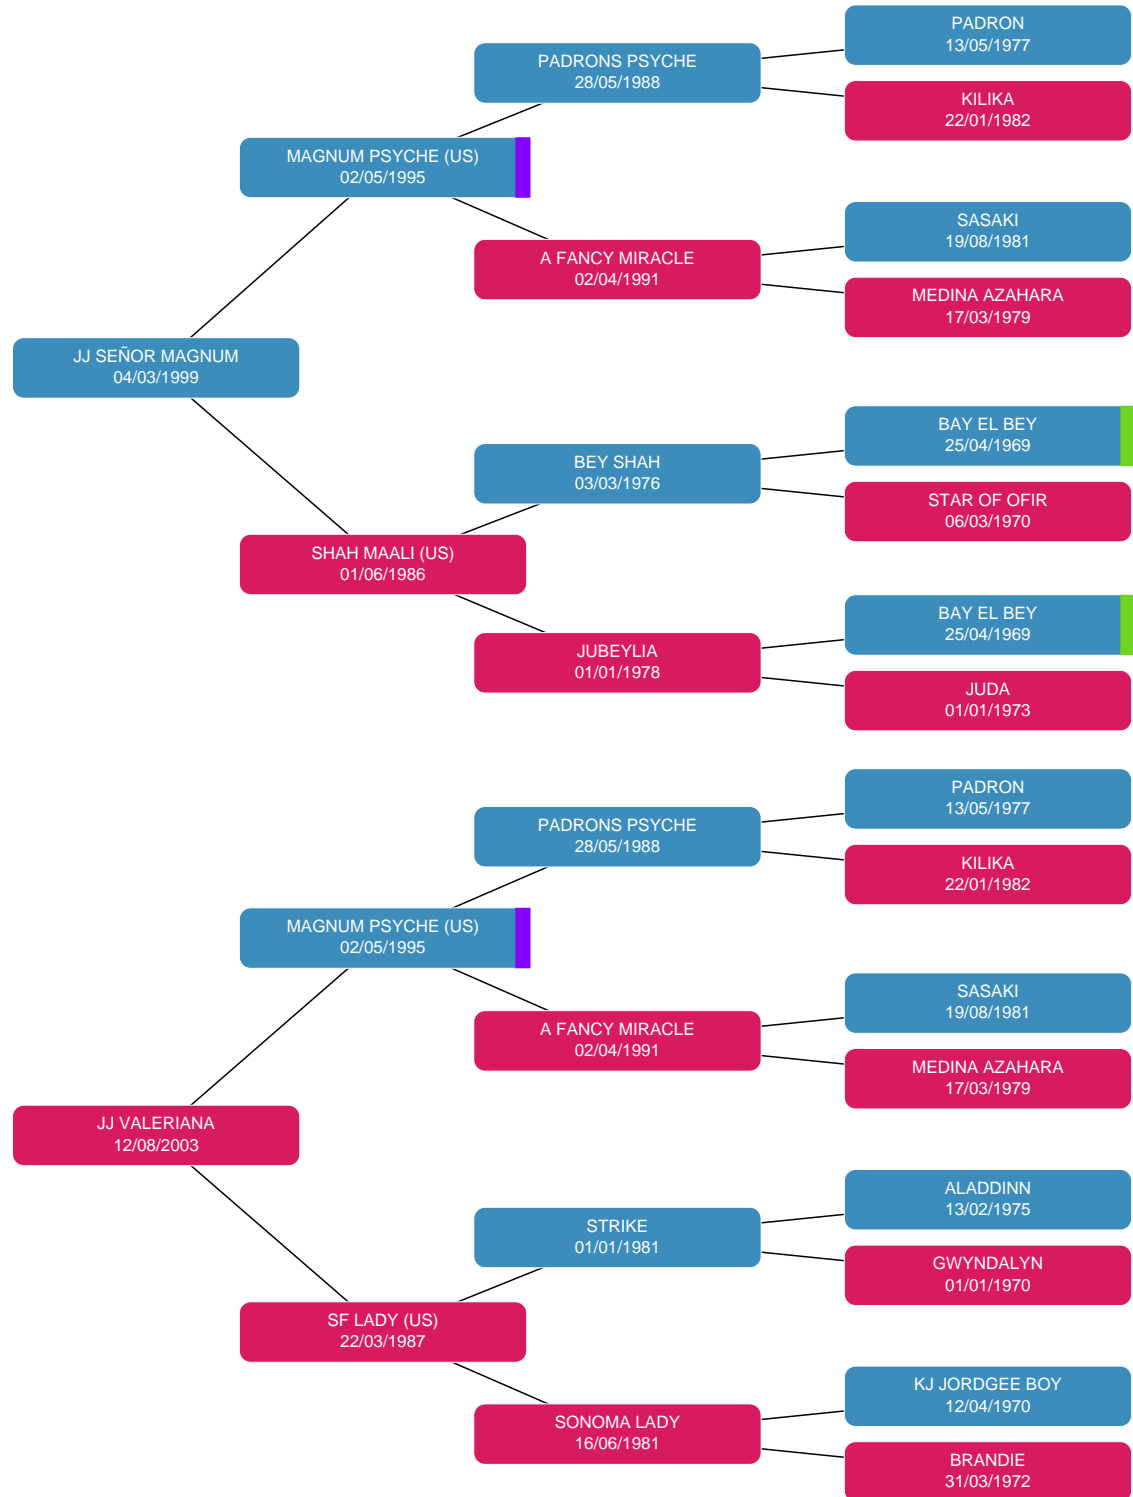 PADRON
13/05/1977
PADRONS PSYCHE
28/05/1988
KILIKA
22/01/1982
MAGNUM PSYCHE (US)
02/05/1995
SASAKI
19/08/1981
A FANCY MIRACLE
02/04/1991
MEDINA AZAHARA
17/03/1979
JJ SEÑOR MAGNUM
04/03/1999
BAY EL BEY
25/04/1969
BEY SHAH
03/03/1976
STAR OF OFIR
06/03/1970
SHAH MAALI (US)
01/06/1986
BAY EL BEY
25/04/1969
JUBEYLIA
01/01/1978
JUDA
01/01/1973
PADRON
13/05/1977
PADRONS PSYCHE
28/05/1988
KILIKA
22/01/1982
MAGNUM PSYCHE (US)
02/05/1995
SASAKI
19/08/1981
A FANCY MIRACLE
02/04/1991
MEDINA AZAHARA
17/03/1979
JJ VALERIANA
12/08/2003
ALADDINN
13/02/1975
STRIKE
01/01/1981
GWYNDALYN
01/01/1970
SF LADY (US)
22/03/1987
KJ JORDGEE BOY
12/04/1970
SONOMA LADY
16/06/1981
BRANDIE
31/03/1972